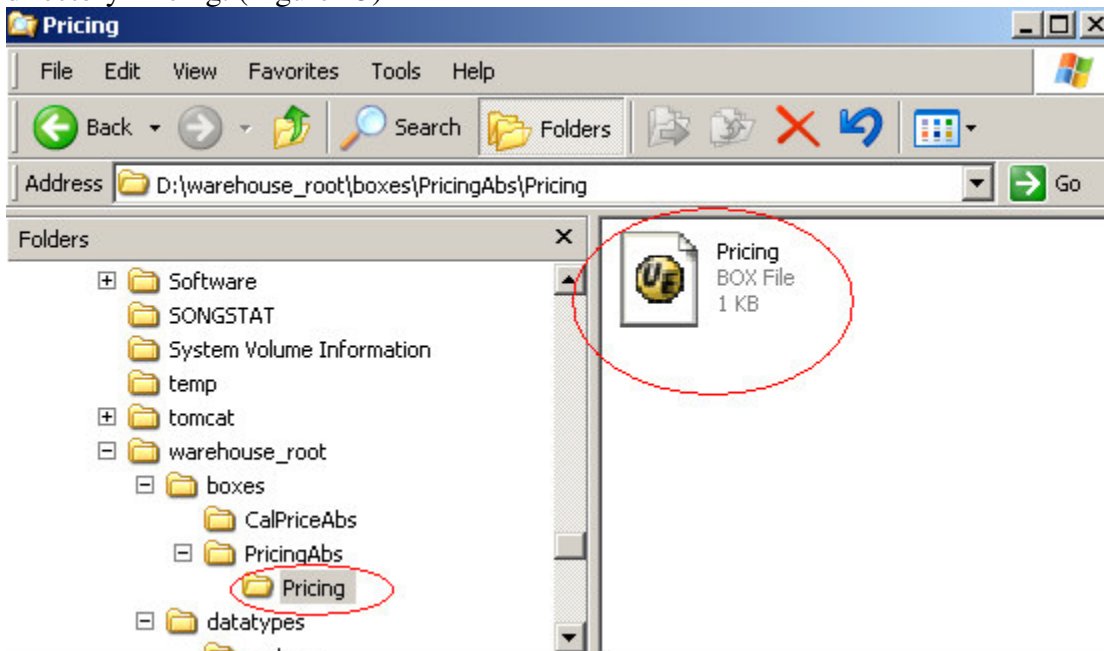 Pricing
File Edit View Favorites Tools Help
Back Search Folders
Address D:\warehouse_root\boxes\PricingAbs\Pricing Go
Folders x
Software
SONGSTAT
System Volume Information
temp
tomcat
warehouse_root
boxes
CalPriceAbs
PricingAbs
Pricing
datatypes
Pricing
BOX File
1 KB
UE